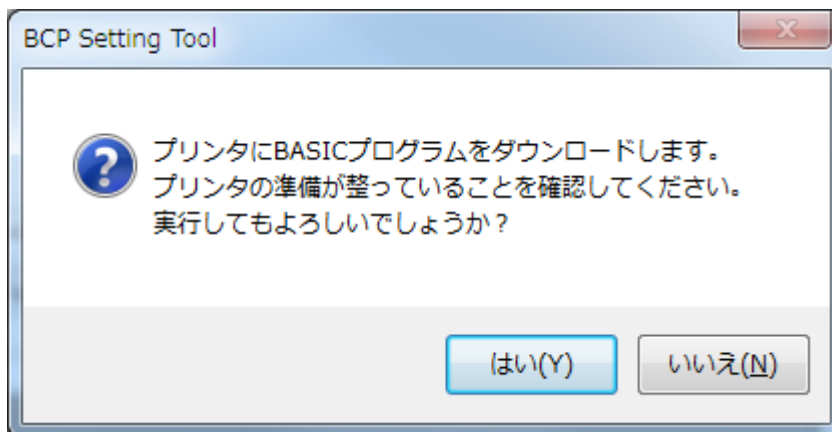 BCP Setting Tool
プリンタにBASICプログラムをダウンロードします。
プリンタの準備が整っていることを確認してください。
実行してもよろしいでしょうか？
はい(Y)
いいえ(N)